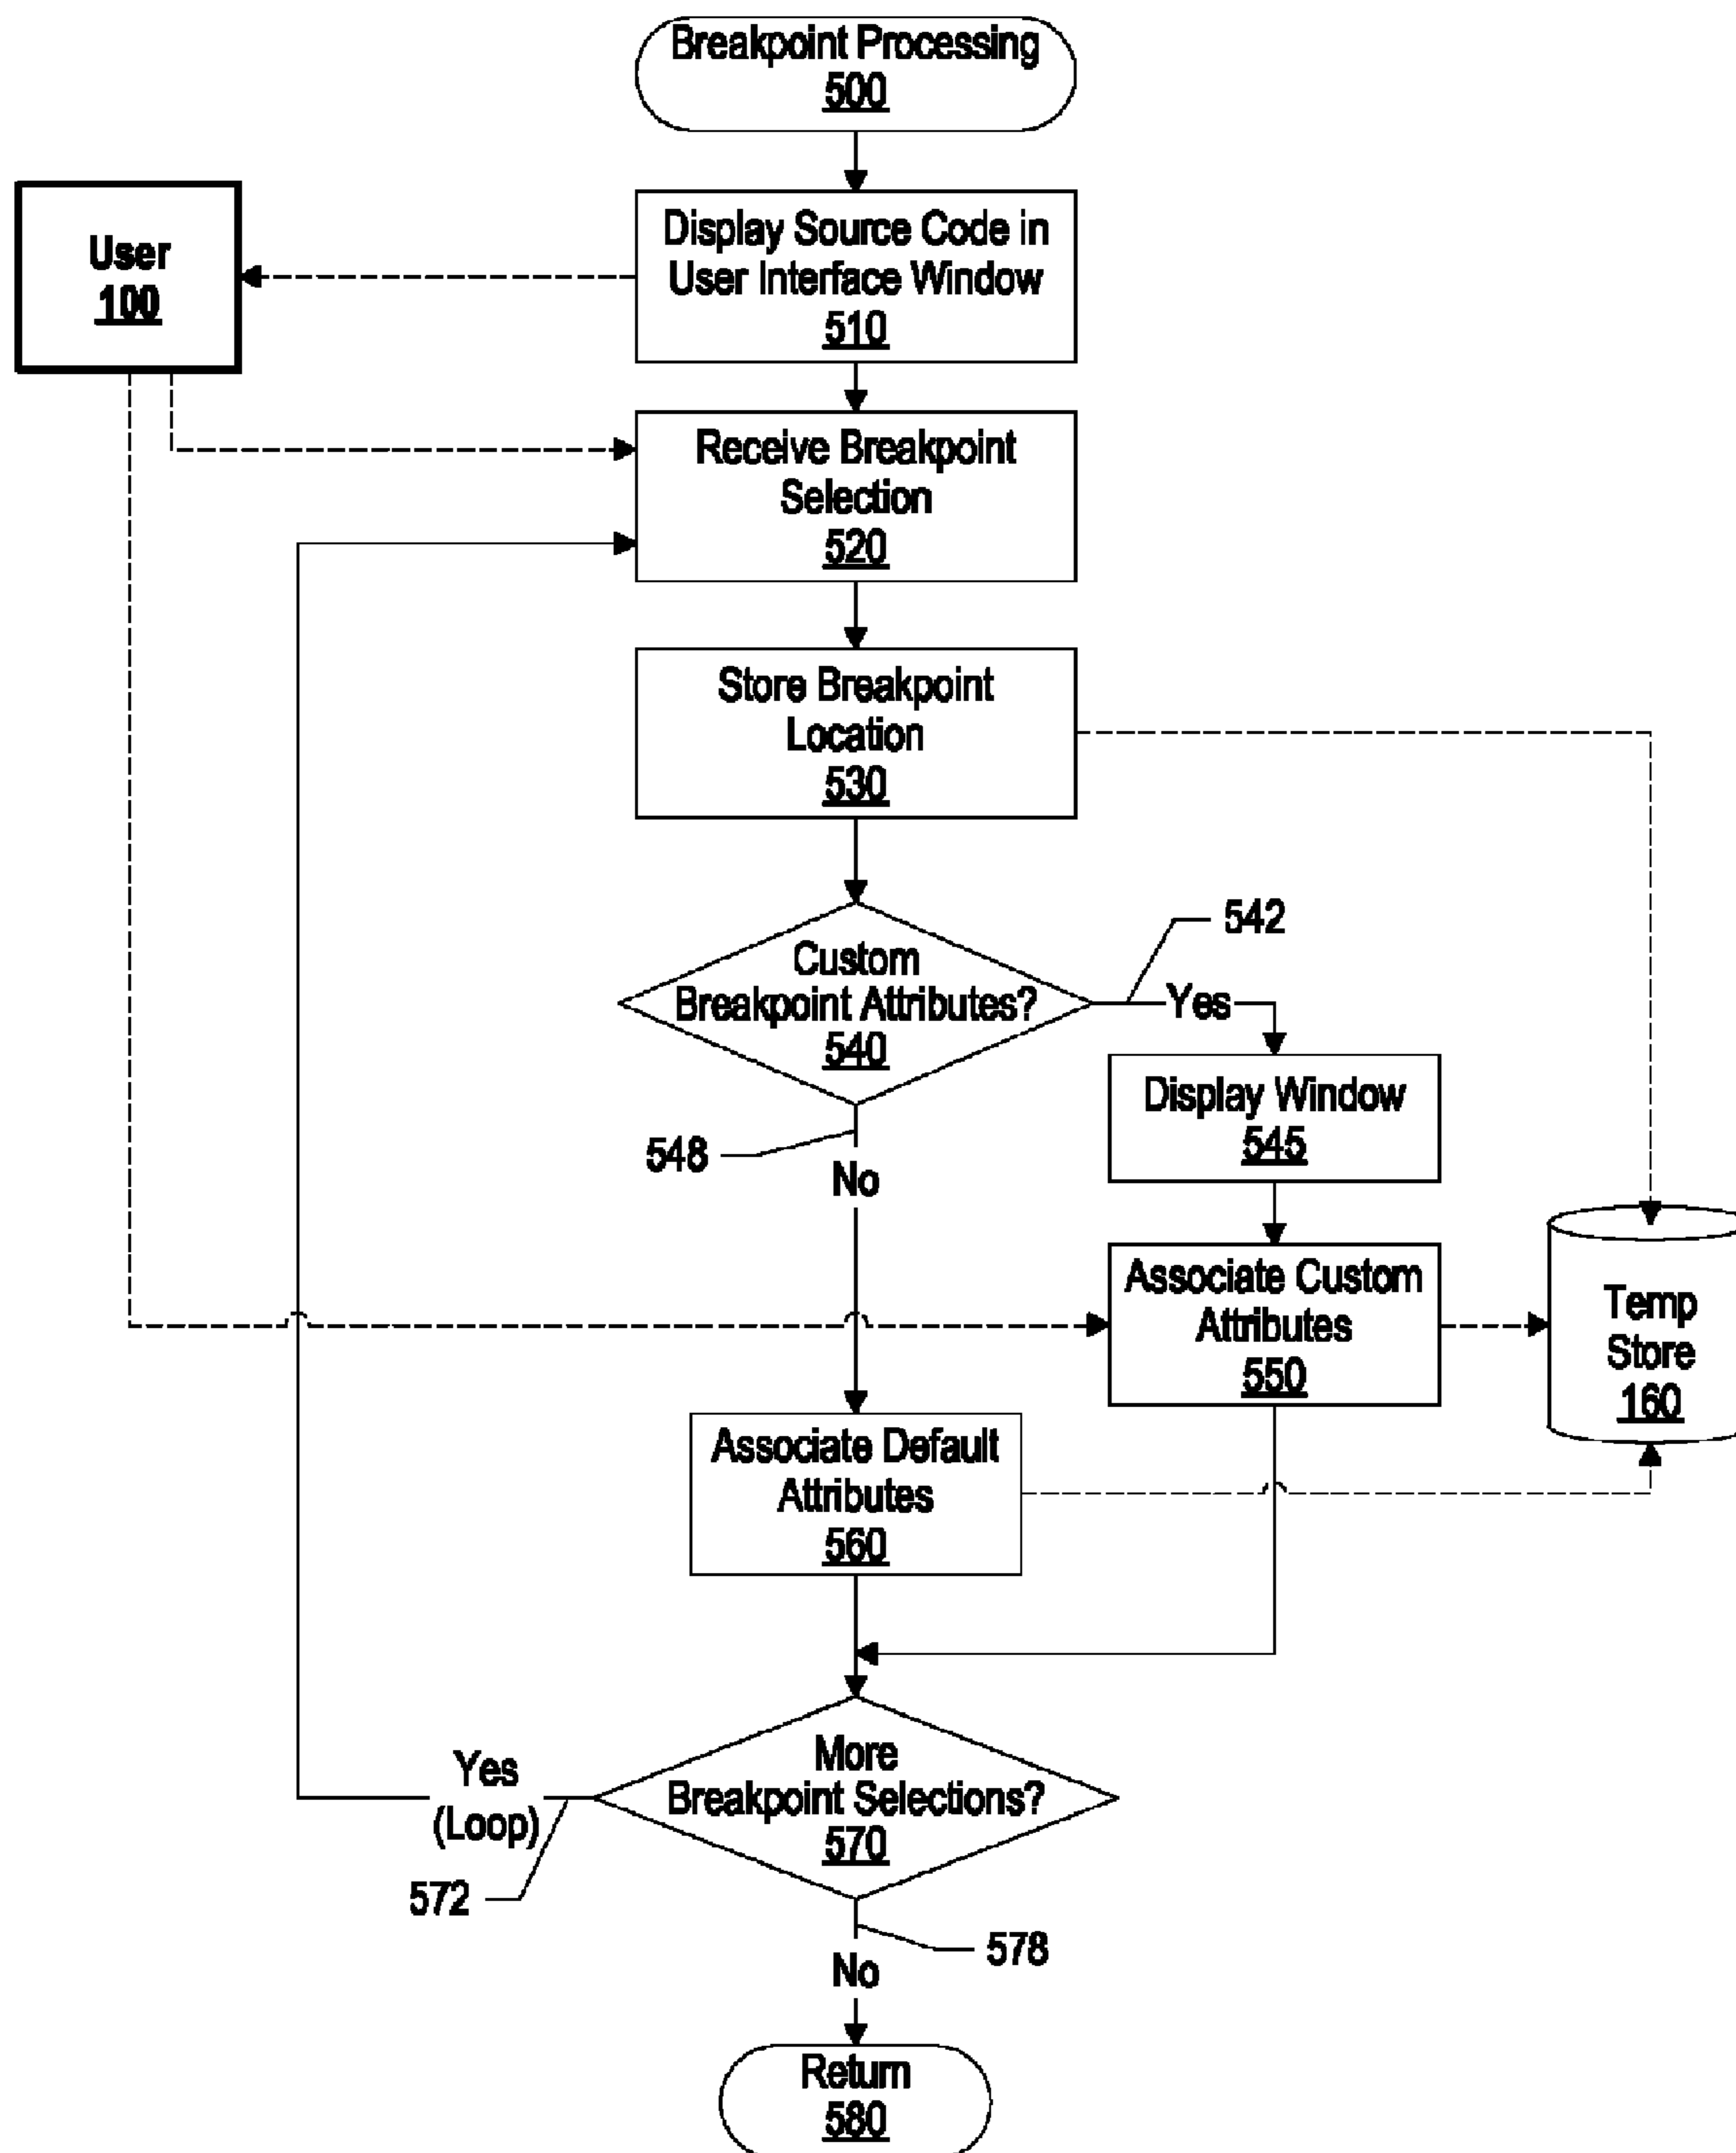 Breakpoint Processing
500
User
100
Display Source Code in
User Interface Window
510
Receive Breakpoint
Selection
520
Store Breakpoint
Location
530
Custom
Breakpoint Attributes?
540
542
Yes
548
No
Display Window
545
Associate Custom
Attributes
550
Temp
Store
160
Associate Default
Attributes
560
More
Breakpoint Selections?
570
Yes
(Loop)
572
578
No
Return
580